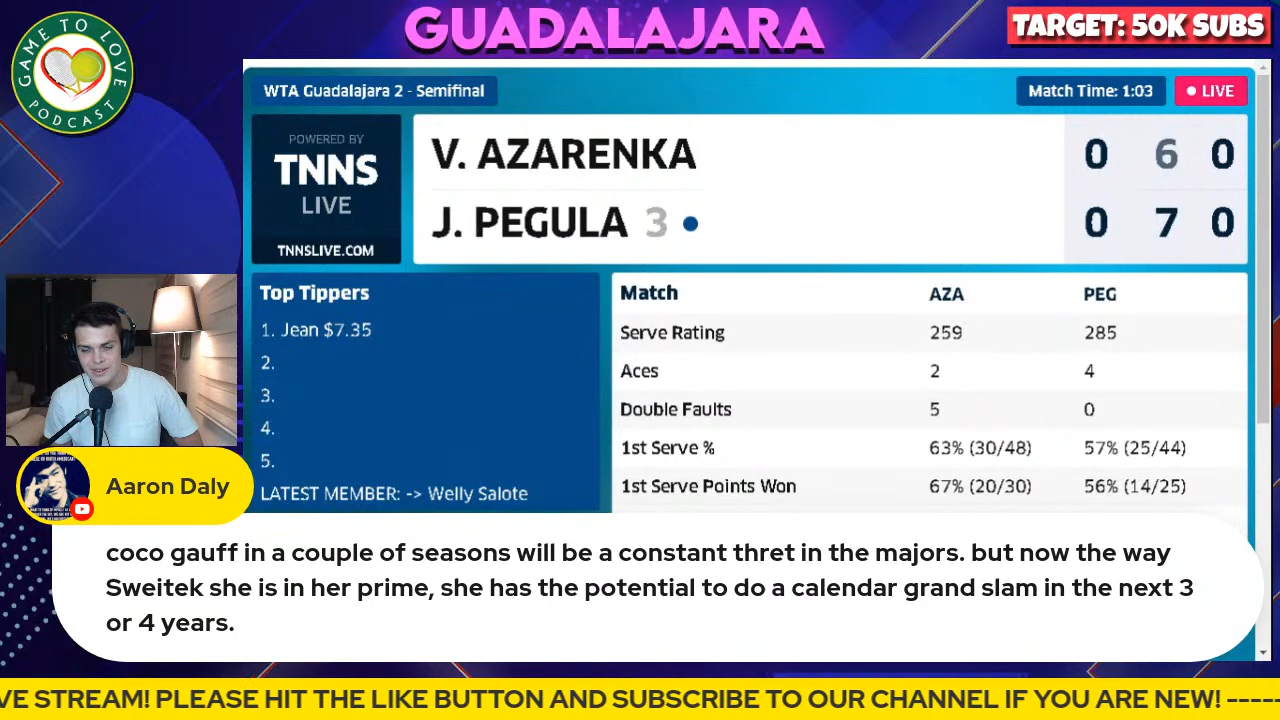 GAME TO LOVE
PODCAST
GUADALAJARA
TARGET: 50K SUBS
WTA Guadalajara 2 - Semifinal
Match Time: 1:03
LIVE
POWERED BY
TNNS
LIVE
TNNSLIVE.COM
V. AZARENKA 0 6 0
J. PEGULA 3 0 7 0
Top Tippers
1. Jean $7.35
2.
3.
4.
5.
LATEST MEMBER: -> Welly Salote
Match AZA PEG
Serve Rating 259 285
Aces 2 4
Double Faults 5 0
1st Serve % 63% (30/48) 57% (25/44)
1st Serve Points Won 67% (20/30) 56% (14/25)
Aaron Daly
coco gauff in a couple of seasons will be a constant thret in the majors. but now the way
Sweitek she is in her prime, she has the potential to do a calendar grand slam in the next 3
or 4 years.
VE STREAM! PLEASE HIT THE LIKE BUTTON AND SUBSCRIBE TO OUR CHANNEL IF YOU ARE NEW! -----